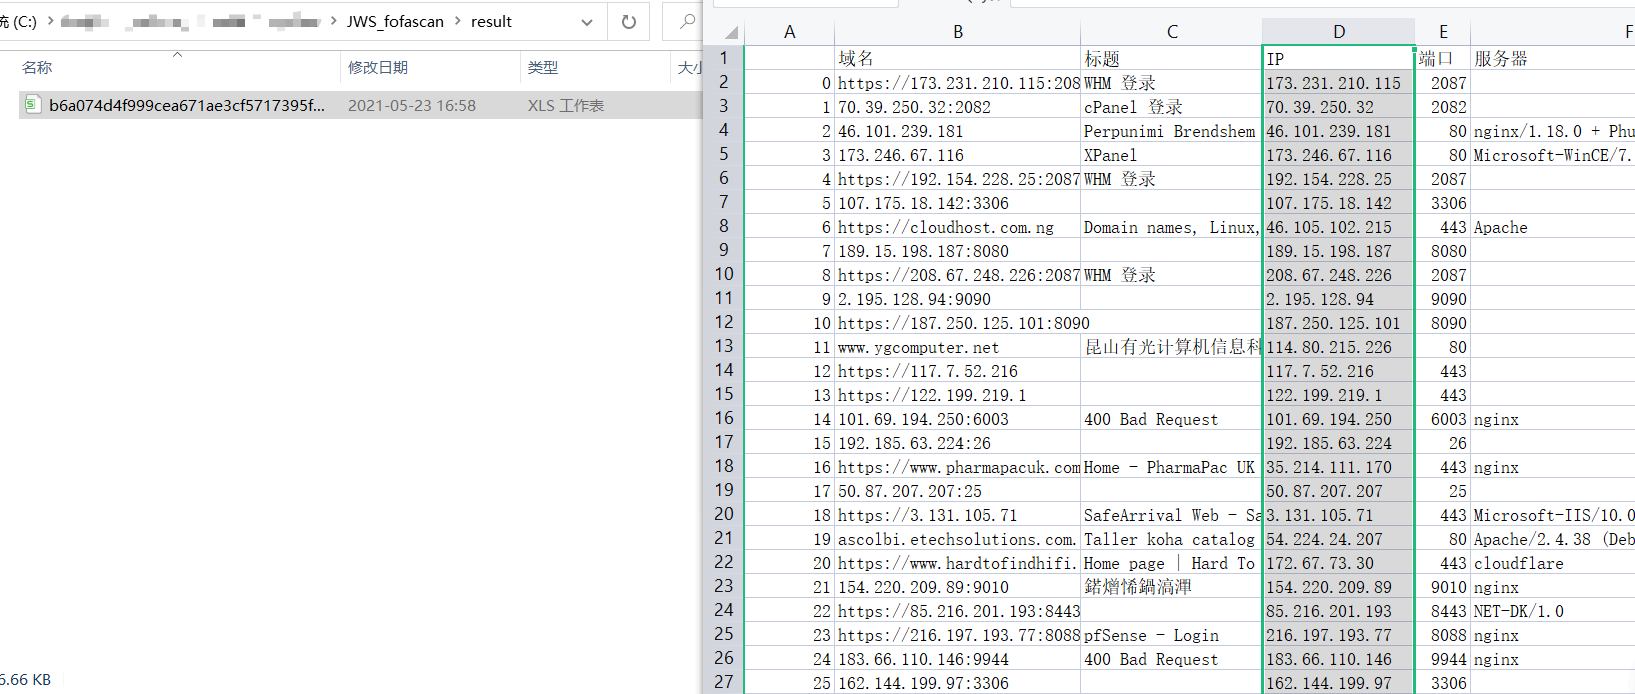 统 (C:) > JWS_fofascan > result
名称 修改日期 类型
b6a074d4f999cea671ae3cf5717395f... 2021-05-23 16:58 XLS 工作表
6.66 KB
A B C D E F
1 域名 标题 IP 端口 服务器
2 0 https://173.231.210.115:208 WHM 登录 173.231.210.115 2087
3 1 70.39.250.32:2082 cPanel 登录 70.39.250.32 2082
4 2 46.101.239.181 Perpunimi Brendshem 46.101.239.181 80 nginx/1.18.0 + Phu
5 3 173.246.67.116 XPanel 173.246.67.116 80 Microsoft-WinCE/7.
6 4 https://192.154.228.25:2087 WHM 登录 192.154.228.25 2087
7 5 107.175.18.142:3306 107.175.18.142 3306
8 6 https://cloudhost.com.ng Domain names, Linux, 46.105.102.215 443 Apache
9 7 189.15.198.187:8080 189.15.198.187 8080
10 8 https://208.67.248.226:2087 WHM 登录 208.67.248.226 2087
11 9 2.195.128.94:9090 2.195.128.94 9090
12 10 https://187.250.125.101:8090 187.250.125.101 8090
13 11 www.ygcomputer.net 昆山有光计算机信息科 114.80.215.226 80
14 12 https://117.7.52.216 117.7.52.216 443
15 13 https://122.199.219.1 122.199.219.1 443
16 14 101.69.194.250:6003 400 Bad Request 101.69.194.250 6003 nginx
17 15 192.185.63.224:26 192.185.63.224 26
18 16 https://www.pharmapacuk.com Home - PharmaPac UK 35.214.111.170 443 nginx
19 17 50.87.207.207:25 50.87.207.207 25
20 18 https://3.131.105.71 SafeArrival Web - Sa 3.131.105.71 443 Microsoft-IIS/10.0
21 19 ascolbi.etechsolutions.com. Taller koha catalog 54.224.24.207 80 Apache/2.4.38 (Deb
22 20 https://www.hardtofindhifi. Home page | Hard To 172.67.73.30 443 cloudflare
23 21 154.220.209.89:9010 154.220.209.89 9010 nginx
24 22 https://85.216.201.193:8443 85.216.201.193 8443 NET-DK/1.0
25 23 https://216.197.193.77:8088 pfSense - Login 216.197.193.77 8088 nginx
26 24 183.66.110.146:9944 400 Bad Request 183.66.110.146 9944 nginx
27 25 162.144.199.97:3306 162.144.199.97 3306